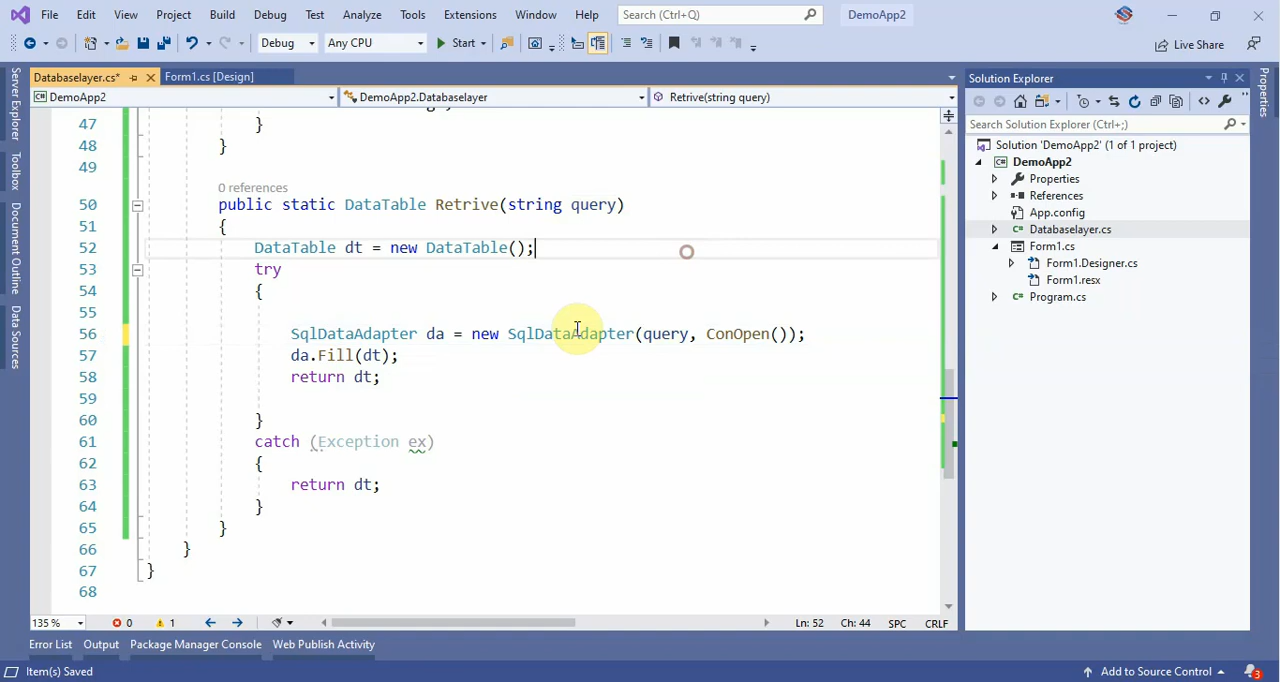 File Edit View Project Build Debug Test Analyze Tools Extensions Window Help Search (Ctrl+Q) DemoApp2
Debug Any CPU Start Live Share
Server Explorer
Toolbox
Document Outline
Data Sources
Databaselayer.cs* Form1.cs [Design]
DemoApp2 DemoApp2.Databaselayer Retrive(string query)
47 }
48 }
49
0 references
50 public static DataTable Retrive(string query)
51 {
52 DataTable dt = new DataTable();
53 try
54 {
55
56 SqlDataAdapter da = new SqlDataAdapter(query, ConOpen());
57 da.Fill(dt);
58 return dt;
59
60 }
61 catch (Exception ex)
62 {
63 return dt;
64 }
65 }
66 }
67 }
68
135 % 0 1 Ln: 52 Ch: 44 SPC CRLF
Error List Output Package Manager Console Web Publish Activity
Item(s) Saved Add to Source Control 3
Solution Explorer
Search Solution Explorer (Ctrl+;)
Solution 'DemoApp2' (1 of 1 project)
DemoApp2
Properties
References
App.config
Databaselayer.cs
Form1.cs
Form1.Designer.cs
Form1.resx
Program.cs
Properties